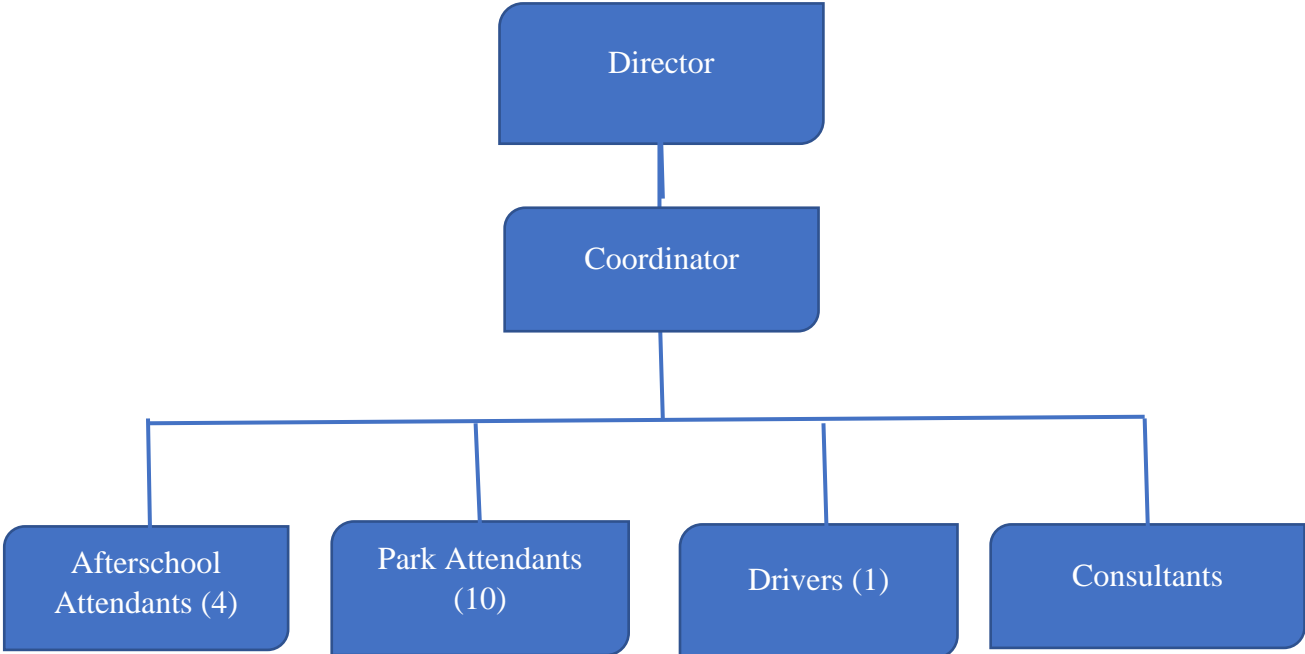 Director
Coordinator
Afterschool
Attendants (4)
Park Attendants
(10)
Drivers (1)
Consultants